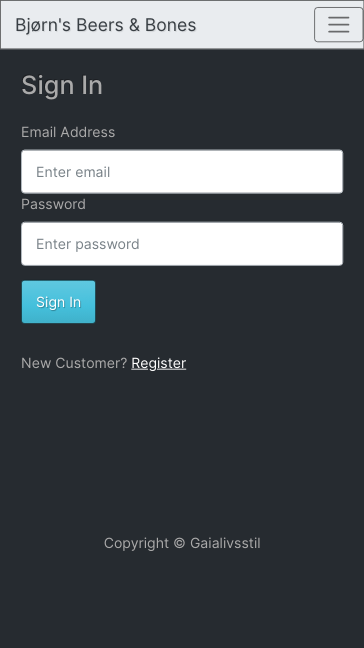 Bjørn's Beers & Bones
Sign In
Email Address
Enter email
Password
Enter password
Sign In
New Customer? Register
Copyright © Gaialivsstil